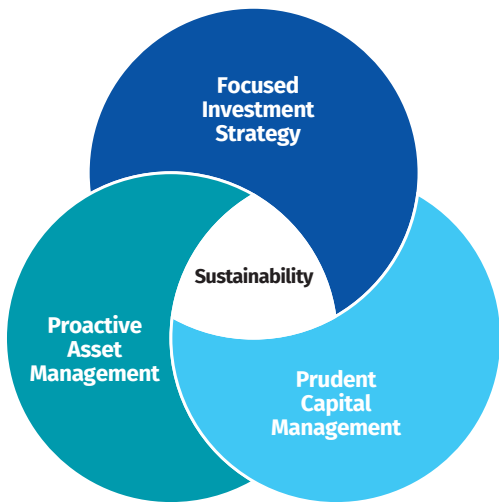 Focused
Investment
Strategy
Sustainability
Proactive
Asset
Management
Prudent
Capital
Management